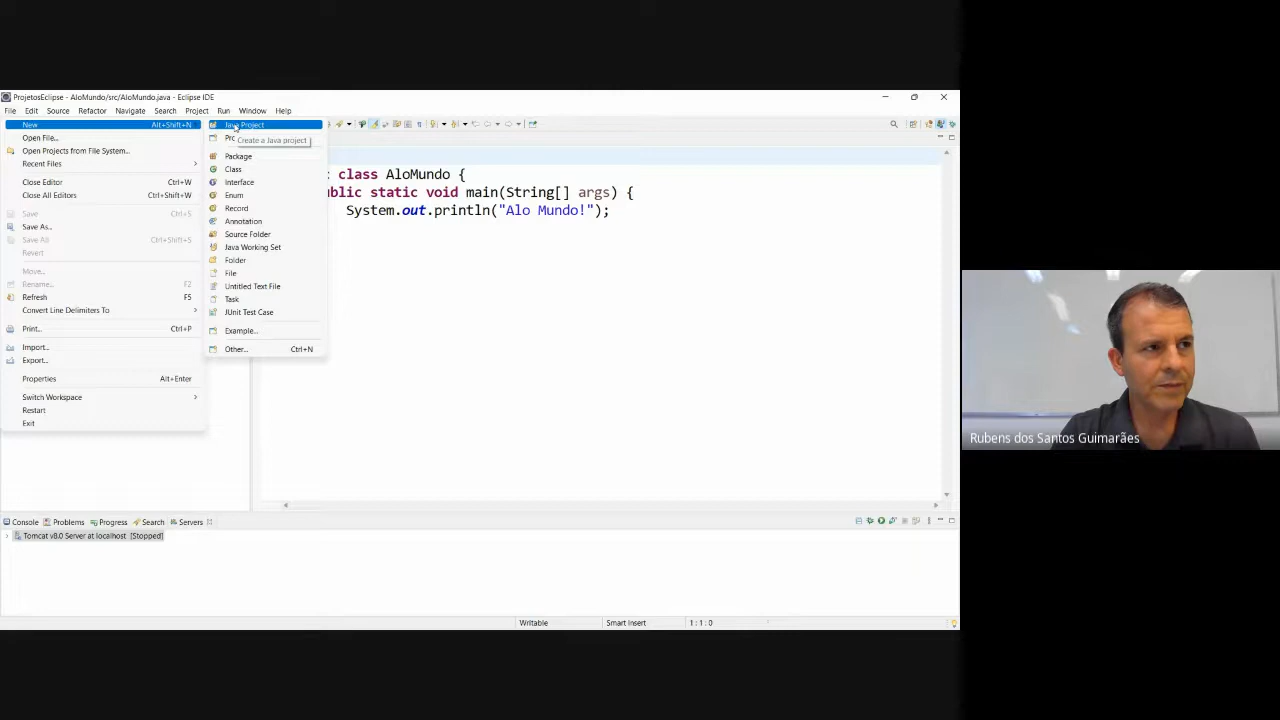 ProjetosEclipse - AloMundo/src/AloMundo.java - Eclipse IDE
File Edit Source Refactor Navigate Search Project Run Window Help
New Alt+Shift+N
Open File...
Open Projects from File System...
Recent Files
Close Editor Ctrl+W
Close All Editors Ctrl+Shift+W
Save Ctrl+S
Save As...
Save All Ctrl+Shift+S
Revert
Move...
Rename... F2
Refresh F5
Convert Line Delimiters To
Print... Ctrl+P
Import...
Export...
Properties Alt+Enter
Switch Workspace
Restart
Exit
Java Project
Create a Java project
Package
Class
Interface
Enum
Record
Annotation
Source Folder
Java Working Set
Folder
File
Untitled Text File
Task
JUnit Test Case
Example...
Other... Ctrl+N
class AloMundo {
static void main(String[] args) {
System.out.println("Alo Mundo!");
Console Problems Progress Search Servers
Tomcat v8.0 Server at localhost [Stopped]
Writable Smart Insert 1:1:0
Rubens dos Santos Guimarães